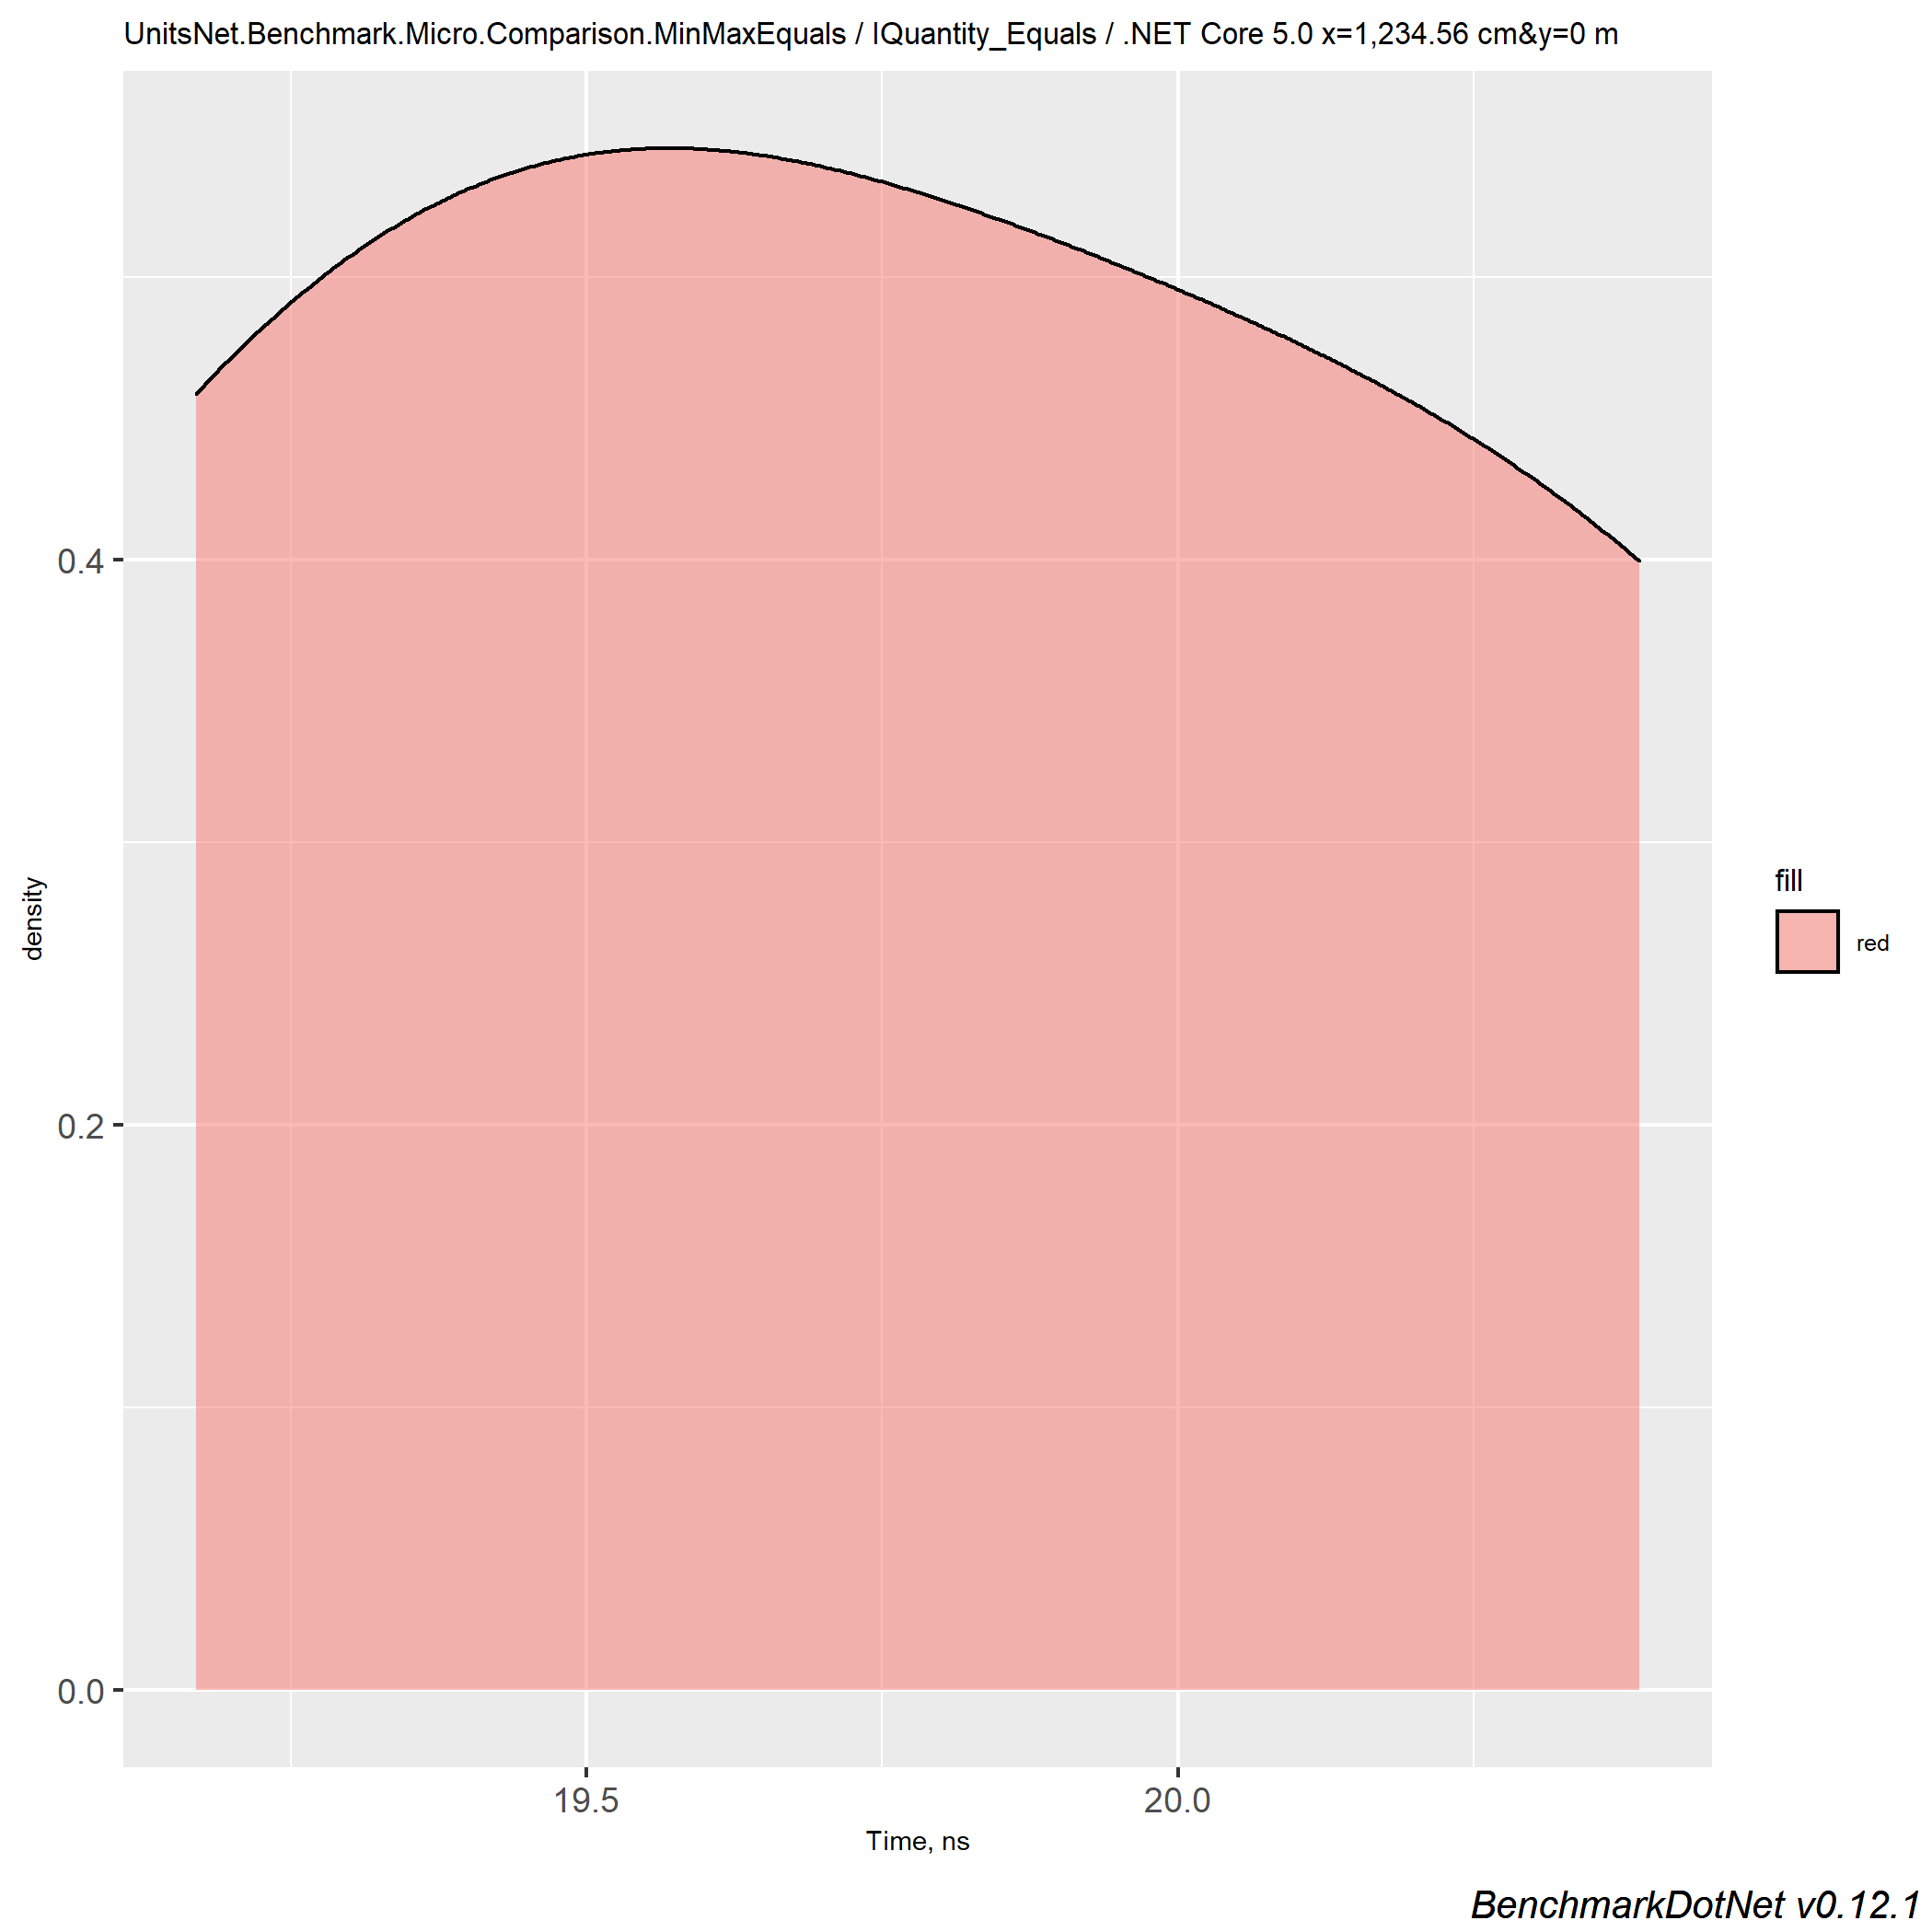 UnitsNet.Benchmark.Micro.Comparison.MinMaxEquals / IQuantity_Equals / .NET Core 5.0 x=1,234.56 cm&y=0 m
0.4
0.2
0.0
density
19.5 20.0
Time, ns
fill
red
BenchmarkDotNet v0.12.1